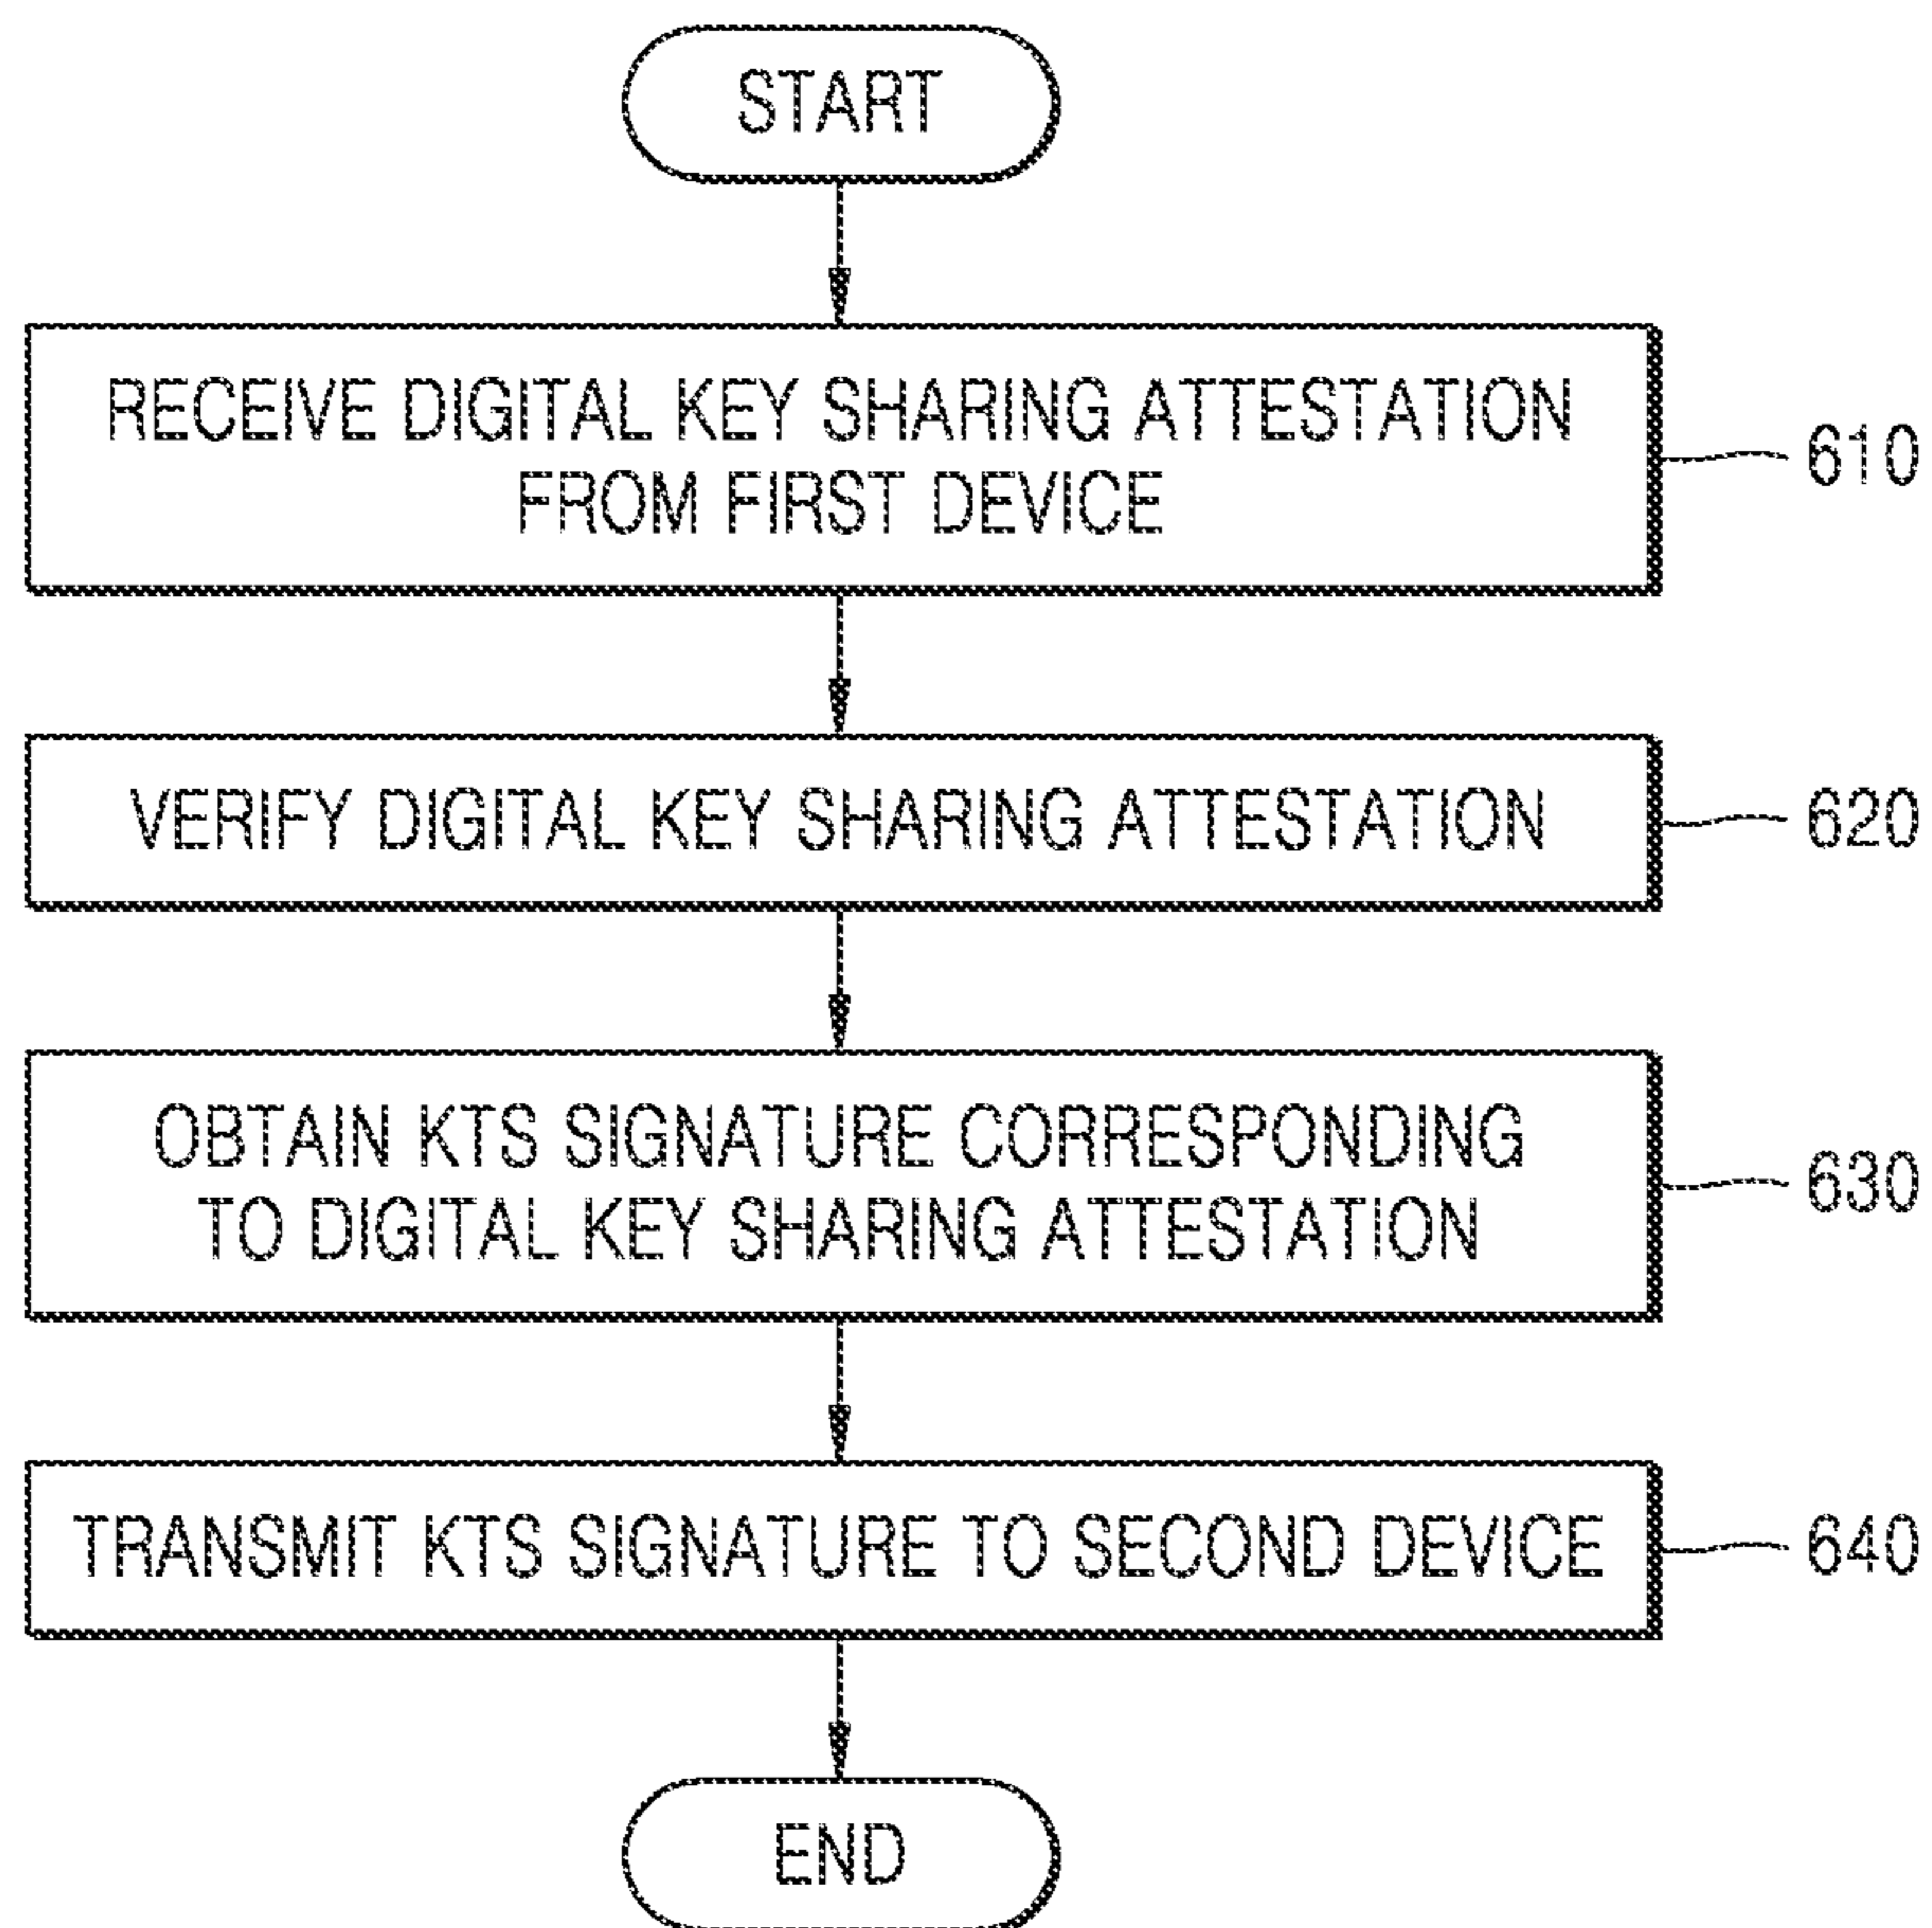 START
RECEIVE DIGITAL KEY SHARING ATTESTATION
FROM FIRST DEVICE
610
VERIFY DIGITAL KEY SHARING ATTESTATION
620
OBTAIN KTS SIGNATURE CORRESPONDING
TO DIGITAL KEY SHARING ATTESTATION
630
TRANSMIT KTS SIGNATURE TO SECOND DEVICE
640
END